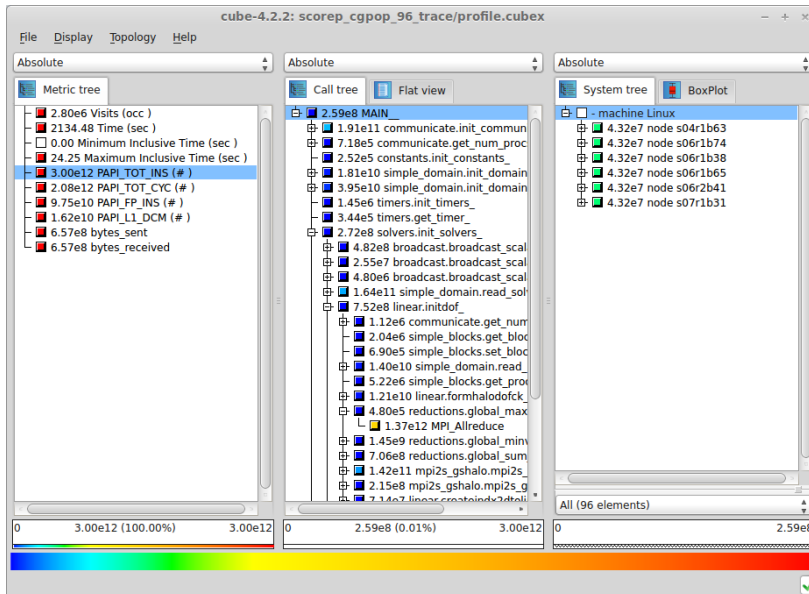 cube-4.2.2: scorep_cgpop_96_trace/profile.cubex
File Display Topology Help
Absolute
Absolute
Absolute
Metric tree
Call tree
Flat view
System tree
BoxPlot
2.80e6 Visits (occ )
2134.48 Time (sec )
0.00 Minimum Inclusive Time (sec )
24.25 Maximum Inclusive Time (sec )
3.00e12 PAPI_TOT_INS (# )
2.08e12 PAPI_TOT_CYC (# )
9.75e10 PAPI_FP_INS (# )
1.62e10 PAPI_L1_DCM (# )
6.57e8 bytes_sent
6.57e8 bytes_received
2.59e8 MAIN__
1.91e11 communicate.init_commun
7.18e5 communicate.get_num_proc
2.52e5 constants.init_constants_
1.81e10 simple_domain.init_domain
3.95e10 simple_domain.init_domain
1.45e6 timers.init_timers_
3.44e5 timers.get_timer_
2.72e8 solvers.init_solvers_
4.82e8 broadcast.broadcast_scal
2.55e7 broadcast.broadcast_scal
4.80e6 broadcast.broadcast_scal
1.64e11 simple_domain.read_solv
7.52e8 linear.initdof_
1.12e6 communicate.get_num
2.04e6 simple_blocks.get_bloc
6.90e5 simple_blocks.set_bloc
1.40e10 simple_domain.read_
5.22e6 simple_blocks.get_proc
1.21e10 linear.formhalodofck_
4.80e5 reductions.global_max
1.37e12 MPI_Allreduce
1.45e9 reductions.global_minv
7.06e8 reductions.global_sum
1.42e11 mpi2s_gshalo.mpi2s_
2.15e8 mpi2s_gshalo.mpi2s_g
7.14e7 linear.createindx2dtoli
- machine Linux
4.32e7 node s04r1b63
4.32e7 node s06r1b74
4.32e7 node s06r1b38
4.32e7 node s06r1b65
4.32e7 node s06r2b41
4.32e7 node s07r1b31
All (96 elements)
0 3.00e12 (100.00%) 3.00e12
0 2.59e8 (0.01%) 3.00e12
0 2.59e8